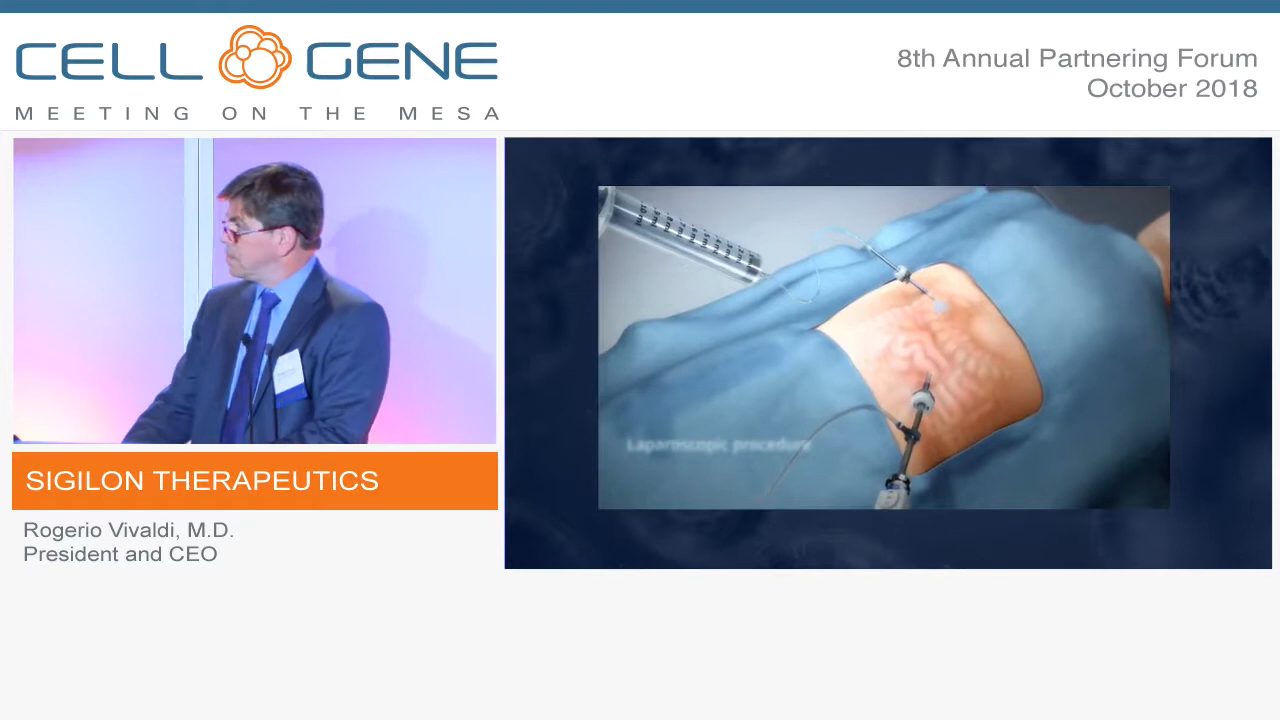 CELL GENE
MEETING ON THE MESA
8th Annual Partnering Forum
October 2018
Laparoscopic procedure
SIGILON THERAPEUTICS
Rogerio Vivaldi, M.D.
President and CEO